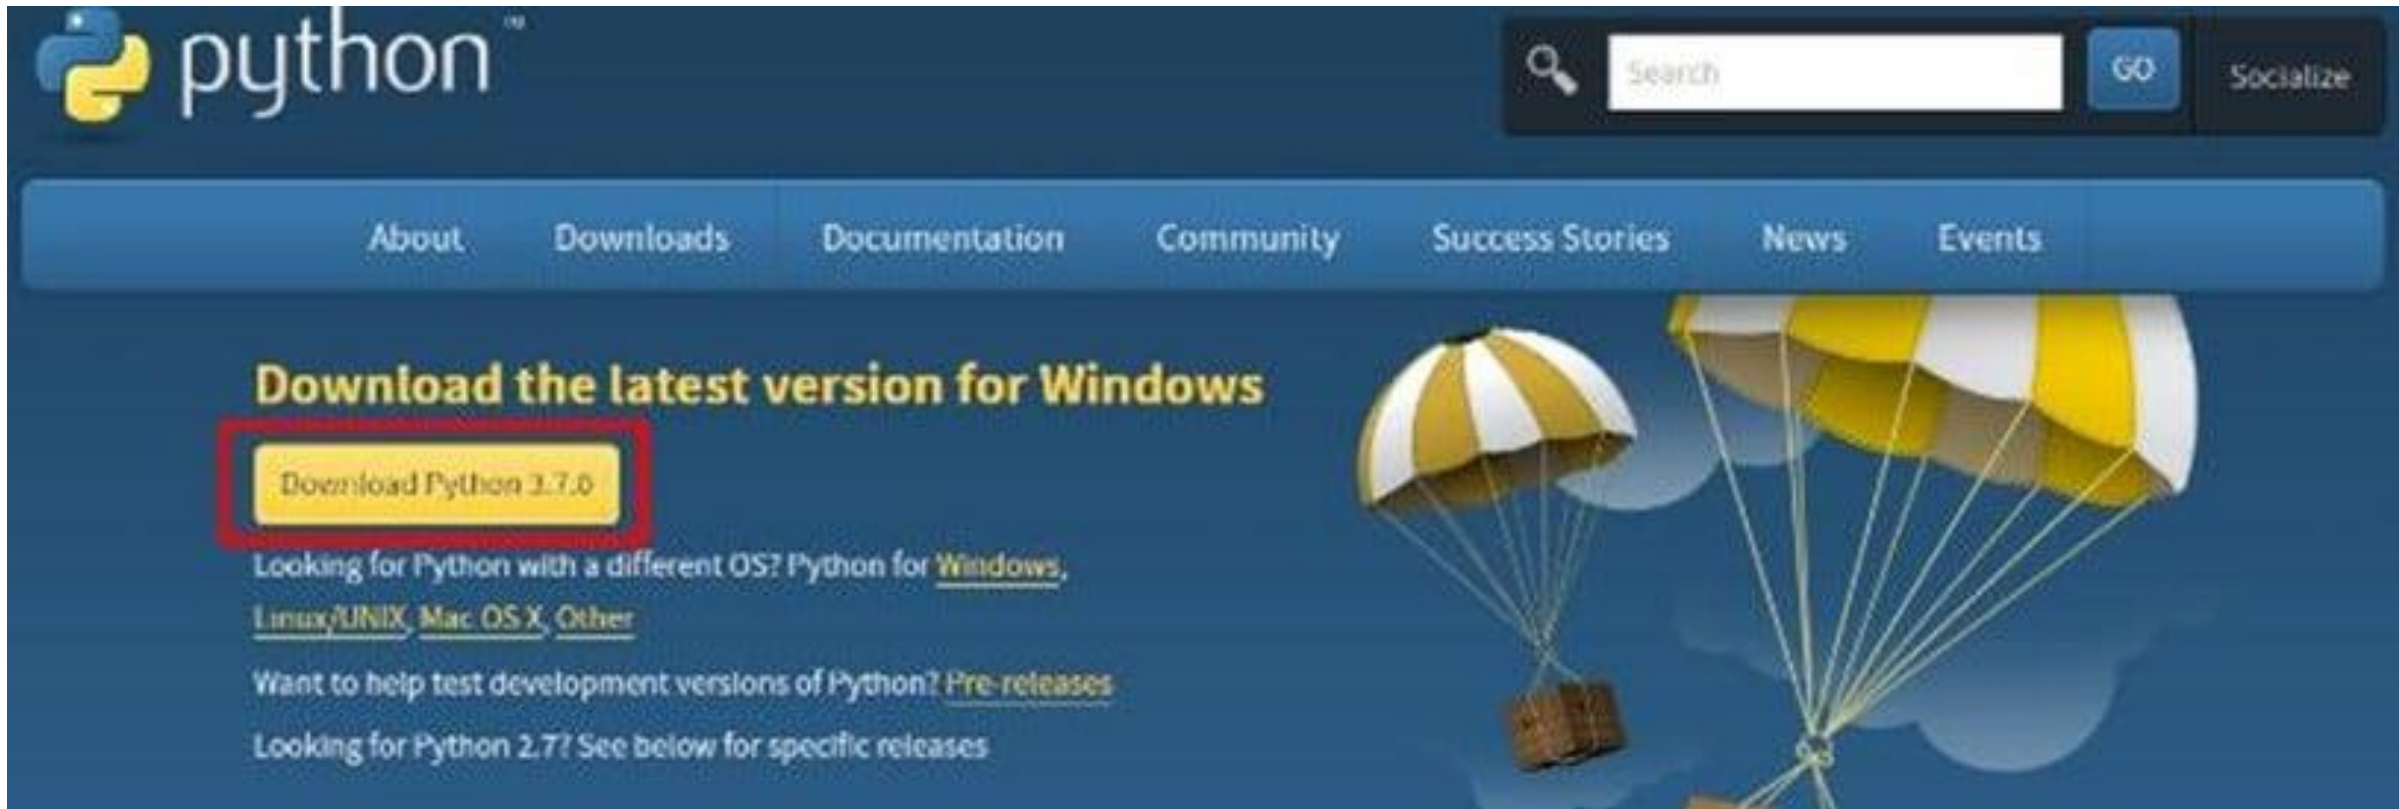 python™
Search
GO
Socialize
About Downloads Documentation Community Success Stories News Events
Download the latest version for Windows
Download Python 3.7.0
Looking for Python with a different OS? Python for Windows,
Linux/UNIX, Mac OS X, Other
Want to help test development versions of Python? Pre-releases
Looking for Python 2.7? See below for specific releases